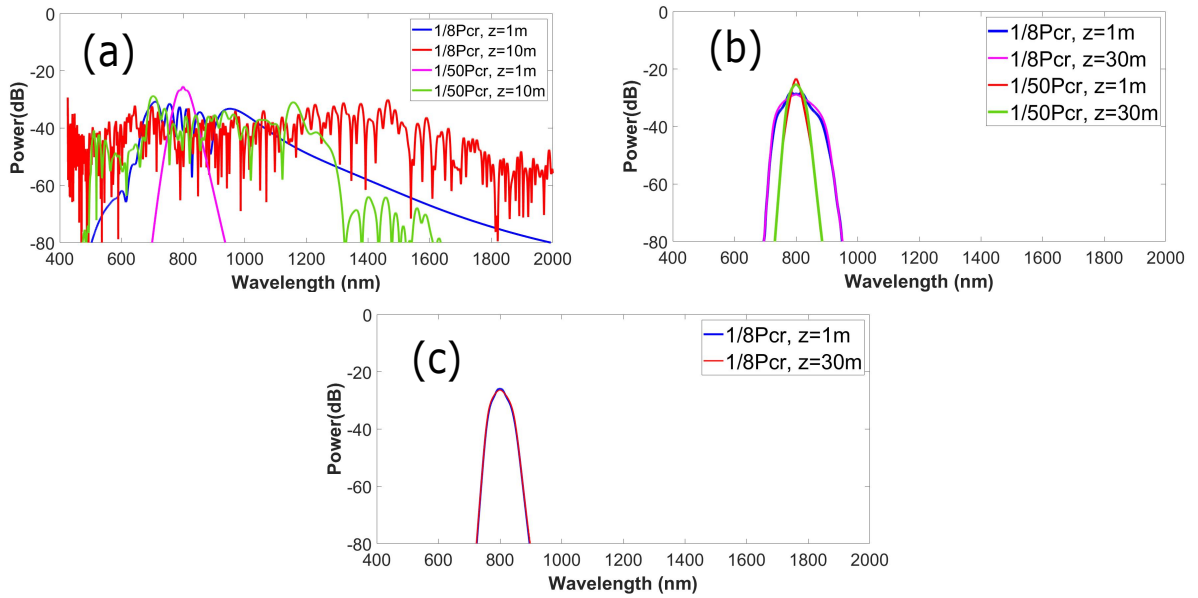 (a)
1/8Pcr, z=1m
1/8Pcr, z=10m
1/50Pcr, z=1m
1/50Pcr, z=10m
Power(dB)
0
-20
-40
-60
-80
400 600 800 1000 1200 1400 1600 1800 2000
Wavelength (nm)
(b)
1/8Pcr, z=1m
1/8Pcr, z=30m
1/50Pcr, z=1m
1/50Pcr, z=30m
Power(dB)
0
-20
-40
-60
-80
400 600 800 1000 1200 1400 1600 1800 2000
Wavelength (nm)
(c)
1/8Pcr, z=1m
1/8Pcr, z=30m
Power(dB)
0
-20
-40
-60
-80
400 600 800 1000 1200 1400 1600 1800 2000
Wavelength (nm)